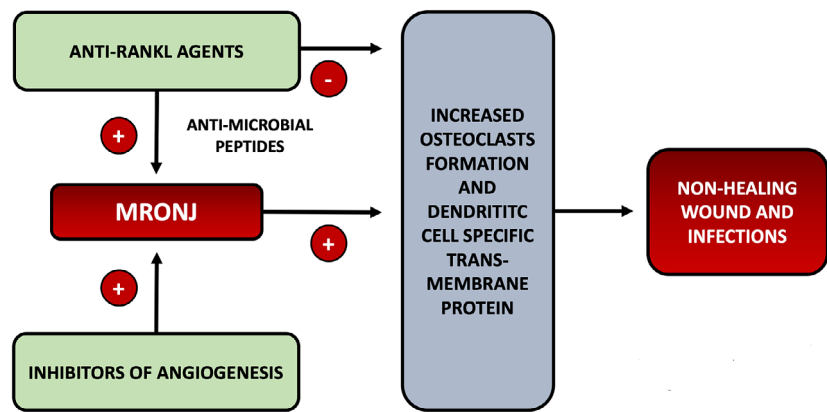 ANTI-RANKL AGENTS
-
+
ANTI-MICROBIAL
PEPTIDES
MRONJ
+
+
INHIBITORS OF ANGIOGENESIS
INCREASED
OSTEOCLASTS
FORMATION
AND
DENDRITITC
CELL SPECIFIC
TRANS-
MEMBRANE
PROTEIN
NON-HEALING
WOUND AND
INFECTIONS